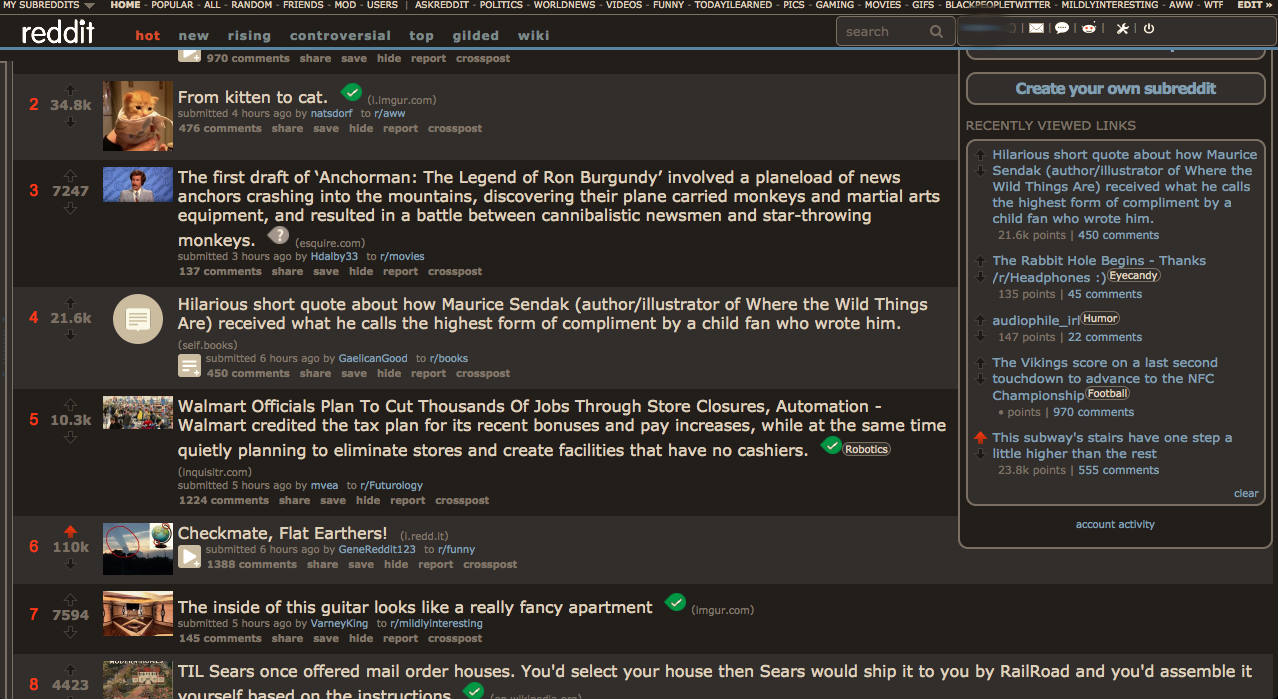 MY SUBREDDITS HOME - POPULAR - ALL - RANDOM - FRIENDS - MOD - USERS | ASKREDDIT - POLITICS - WORLDNEWS - VIDEOS - FUNNY - TODAYILEARNED - PICS - GAMING - MOVIES - GIFS - BLACKPEOPLETWITTER - MILDLYINTERESTING - AWW - WTF EDIT »
reddit hot new rising controversial top gilded wiki search
970 comments share save hide report crosspost
2 34.8k
From kitten to cat. (i.imgur.com)
submitted 4 hours ago by natsdorf to r/aww
476 comments share save hide report crosspost
3 7247
The first draft of ‘Anchorman: The Legend of Ron Burgundy’ involved a planeload of news
anchors crashing into the mountains, discovering their plane carried monkeys and martial arts
equipment, and resulted in a battle between cannibalistic newsmen and star-throwing
monkeys. ? (esquire.com)
submitted 3 hours ago by Hdalby33 to r/movies
137 comments share save hide report crosspost
4 21.6k
Hilarious short quote about how Maurice Sendak (author/illustrator of Where the Wild Things
Are) received what he calls the highest form of compliment by a child fan who wrote him.
(self.books)
submitted 6 hours ago by GaelicanGood to r/books
450 comments share save hide report crosspost
5 10.3k
Walmart Officials Plan To Cut Thousands Of Jobs Through Store Closures, Automation -
Walmart credited the tax plan for its recent bonuses and pay increases, while at the same time
quietly planning to eliminate stores and create facilities that have no cashiers. Robotics
(inquisitr.com)
submitted 5 hours ago by mvea to r/Futurology
1224 comments share save hide report crosspost
6 110k
Checkmate, Flat Earthers! (i.redd.it)
submitted 6 hours ago by GeneReddit123 to r/funny
1388 comments share save hide report crosspost
7 7594
The inside of this guitar looks like a really fancy apartment (imgur.com)
submitted 5 hours ago by VarneyKing to r/mildlyinteresting
145 comments share save hide report crosspost
8 4423
TIL Sears once offered mail order houses. You'd select your house then Sears would ship it to you by RailRoad and you'd assemble it
yourself based on the instructions. (en.wikipedia.org)
Create your own subreddit
RECENTLY VIEWED LINKS
Hilarious short quote about how Maurice
Sendak (author/illustrator of Where the
Wild Things Are) received what he calls
the highest form of compliment by a
child fan who wrote him.
21.6k points | 450 comments
The Rabbit Hole Begins - Thanks
/r/Headphones :) Eyecandy
135 points | 45 comments
audiophile_irl Humor
147 points | 22 comments
The Vikings score on a last second
touchdown to advance to the NFC
Championship Football
• points | 970 comments
This subway's stairs have one step a
little higher than the rest
23.8k points | 555 comments
clear
account activity